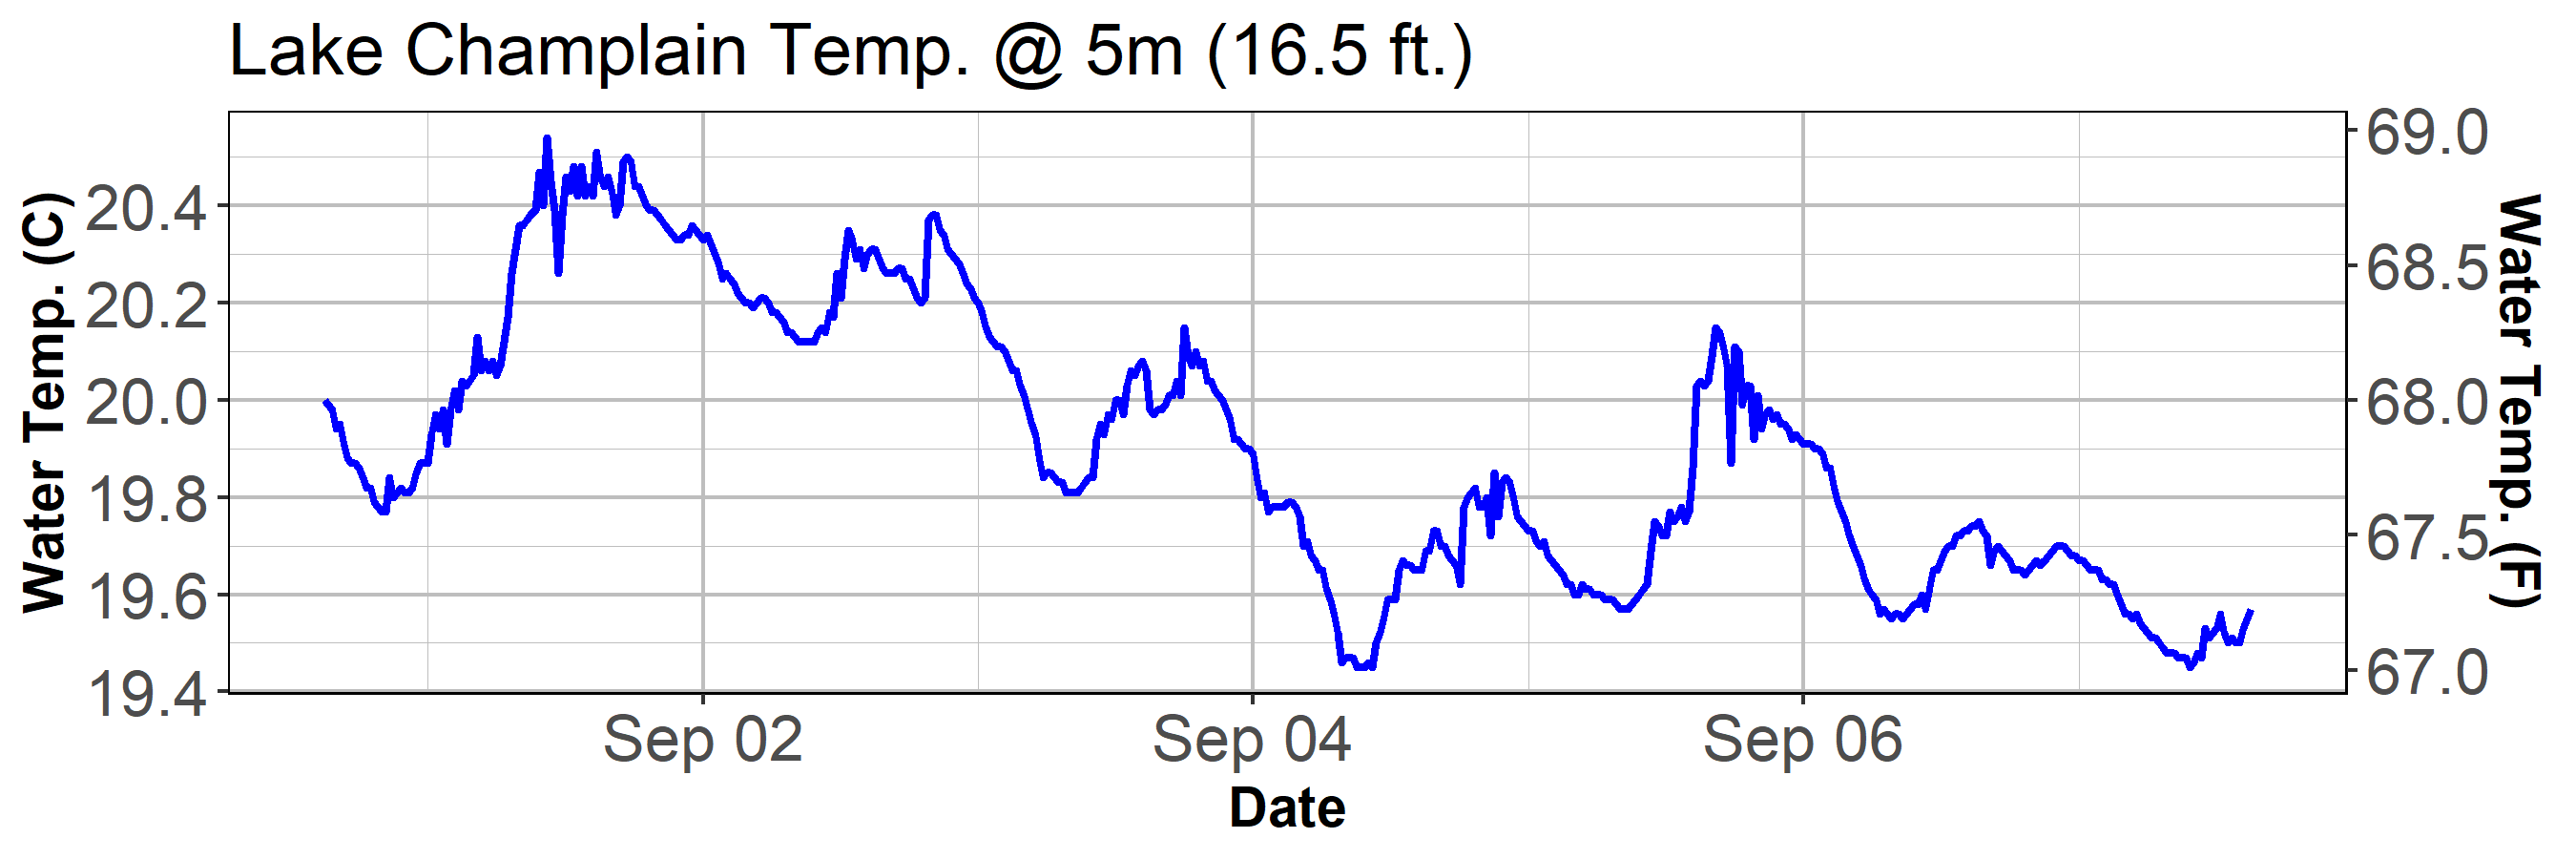 Lake Champlain Temp. @ 5m (16.5 ft.)
Water Temp. (C)
20.4
20.2
20.0
19.8
19.6
19.4
69.0
68.5
68.0
67.5
67.0
Water Temp. (F)
Sep 02
Sep 04
Sep 06
Date